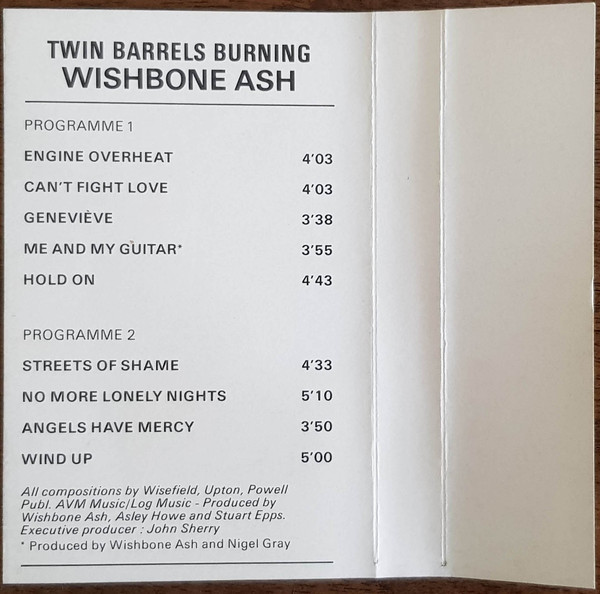 TWIN BARRELS BURNING
WISHBONE ASH
PROGRAMME 1
ENGINE OVERHEAT 4'03
CAN'T FIGHT LOVE 4'03
GENEVIÈVE 3'38
ME AND MY GUITAR* 3'55
HOLD ON 4'43
PROGRAMME 2
STREETS OF SHAME 4'33
NO MORE LONELY NIGHTS 5'10
ANGELS HAVE MERCY 3'50
WIND UP 5'00
All compositions by Wisefield, Upton, Powell
Publ. AVM Music/Log Music - Produced by
Wishbone Ash, Asley Howe and Stuart Epps.
Executive producer : John Sherry
* Produced by Wishbone Ash and Nigel Gray